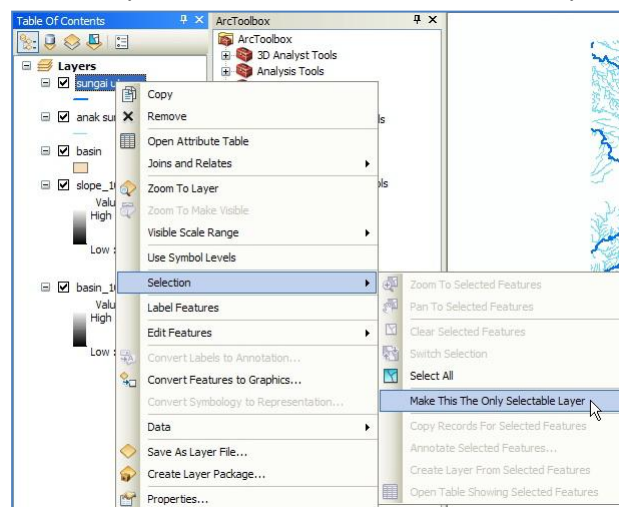 Table Of Contents
ArcToolbox
ArcToolbox
3D Analyst Tools
Analysis Tools
Layers
sungai
anak
basin
Value
High
Low :
Value
High
Low
Copy
Remove
Open Attribute Table
Joins and Relates
Zoom To Layer
Zoom To Make Visible
Visible Scale Range
Use Symbol Levels
Selection
Label Features
Edit Features
Convert Labels to Annotation...
Convert Features to Graphics...
Convert Symbology to Representation...
Data
Save As Layer File...
Create Layer Package...
Properties...
Zoom To Selected Features
Pan To Selected Features
Clear Selected Features
Switch Selection
Select All
Make This The Only Selectable Layer
Copy Records For Selected Features
Annotate Selected Features...
Create Layer From Selected Features
Open Table Showing Selected Features